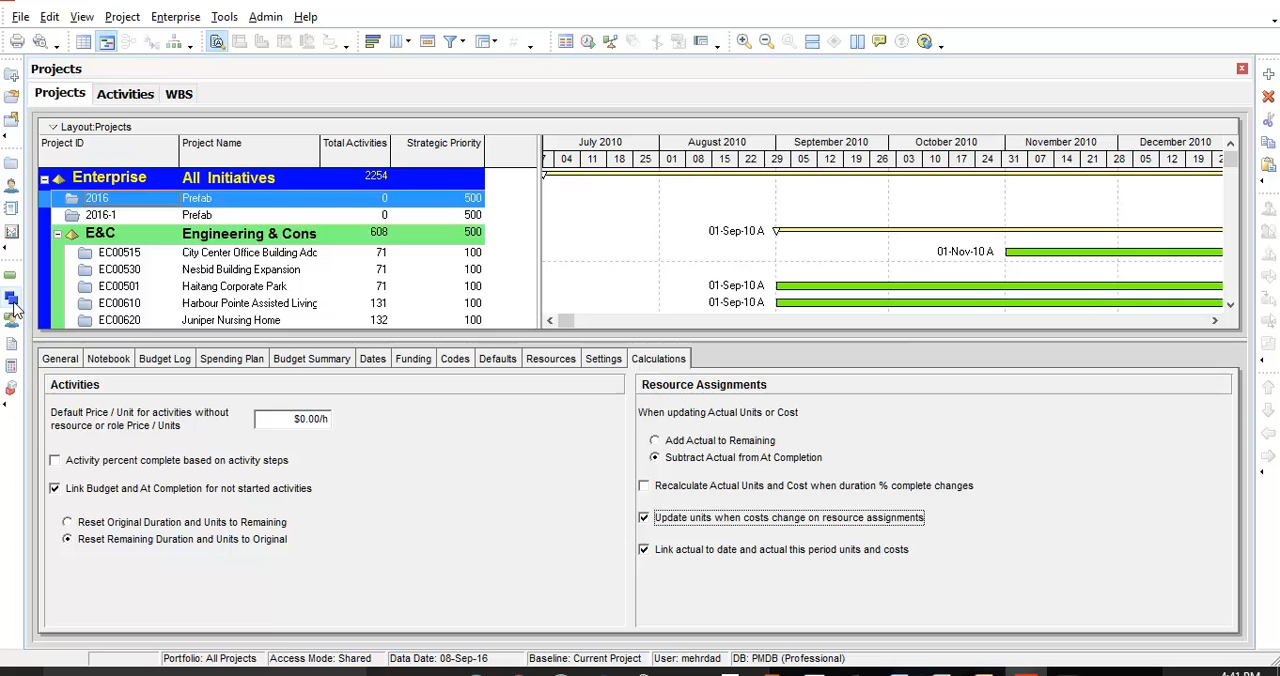 File Edit View Project Enterprise Tools Admin Help
Projects
Projects Activities WBS
Layout:Projects
Project ID Project Name Total Activities Strategic Priority
July 2010 August 2010 September 2010 October 2010 November 2010 December 2010
04 11 18 25 01 08 15 22 29 05 12 19 26 03 10 17 24 31 07 14 21 28 05 12 19
Enterprise All Initiatives 2254
2016 Prefab 0 500
2016-1 Prefab 0 500
E&C Engineering & Cons 608 500 01-Sep-10 A
EC00515 City Center Office Building Adc 71 100 01-Nov-10 A
EC00530 Nesbid Building Expansion 71 100
EC00501 Haitang Corporate Park 71 100 01-Sep-10 A
EC00610 Harbour Pointe Assisted Living 131 100 01-Sep-10 A
EC00620 Juniper Nursing Home 132 100
General Notebook Budget Log Spending Plan Budget Summary Dates Funding Codes Defaults Resources Settings Calculations
Activities
Default Price / Unit for activities without
resource or role Price / Units
$0.00/h
Activity percent complete based on activity steps
Link Budget and At Completion for not started activities
Reset Original Duration and Units to Remaining
Reset Remaining Duration and Units to Original
Resource Assignments
When updating Actual Units or Cost
Add Actual to Remaining
Subtract Actual from At Completion
Recalculate Actual Units and Cost when duration % complete changes
Update units when costs change on resource assignments
Link actual to date and actual this period units and costs
Portfolio: All Projects Access Mode: Shared Data Date: 08-Sep-16 Baseline: Current Project User: mehrdad DB: PMDB (Professional)